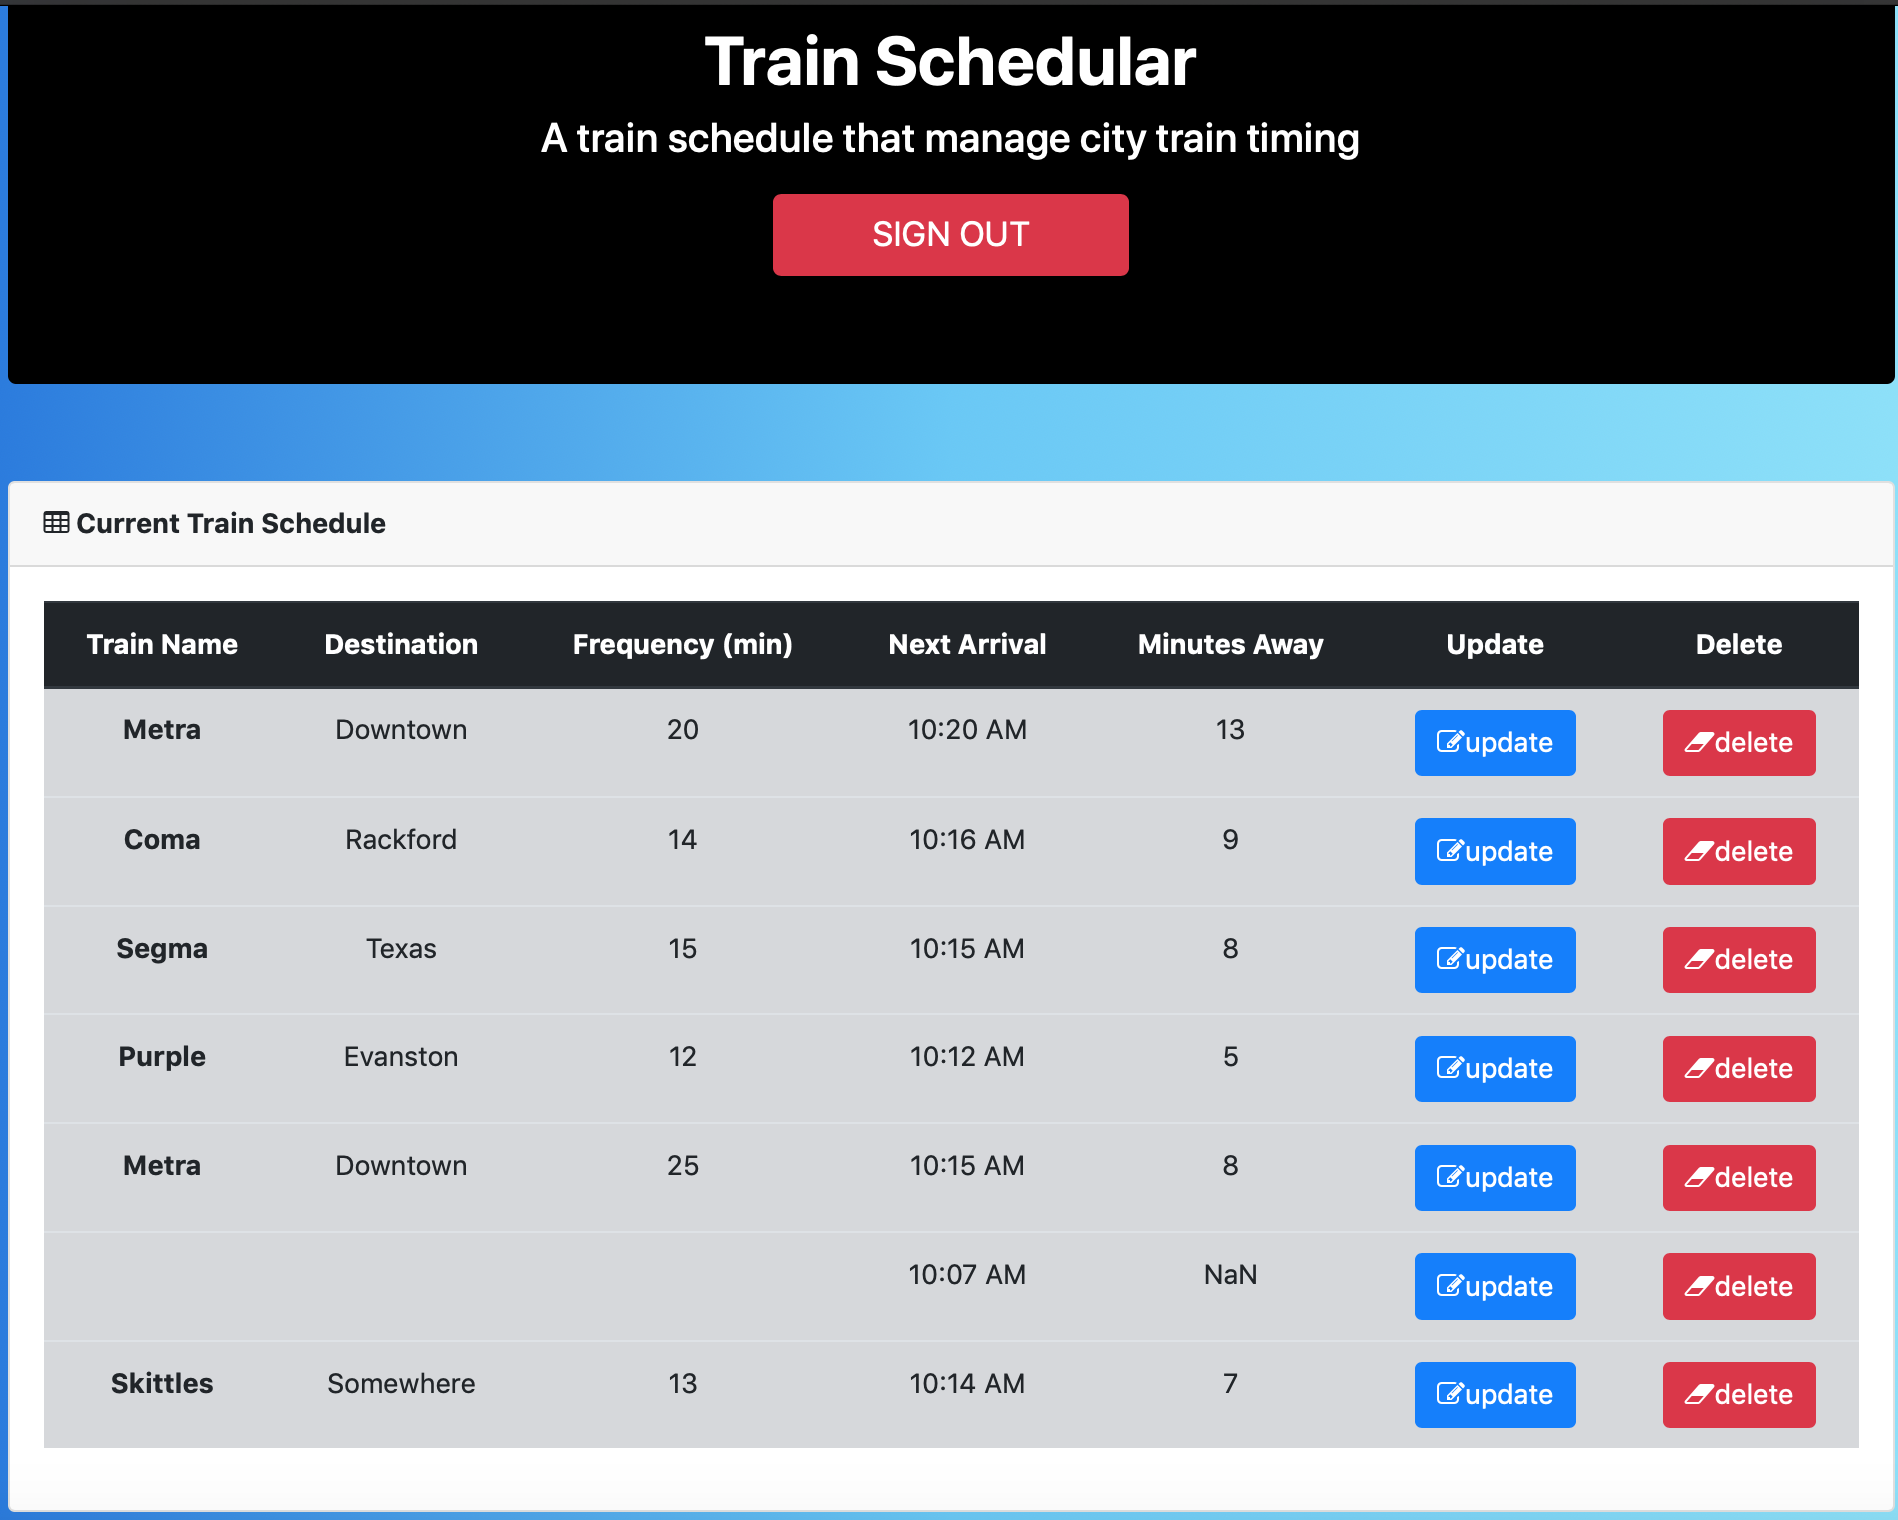 Train Schedular
A train schedule that manage city train timing
SIGN OUT
Current Train Schedule
Train Name Destination Frequency (min) Next Arrival Minutes Away Update Delete
Metra Downtown 20 10:20 AM 13 update delete
Coma Rackford 14 10:16 AM 9 update delete
Segma Texas 15 10:15 AM 8 update delete
Purple Evanston 12 10:12 AM 5 update delete
Metra Downtown 25 10:15 AM 8 update delete
10:07 AM NaN update delete
Skittles Somewhere 13 10:14 AM 7 update delete